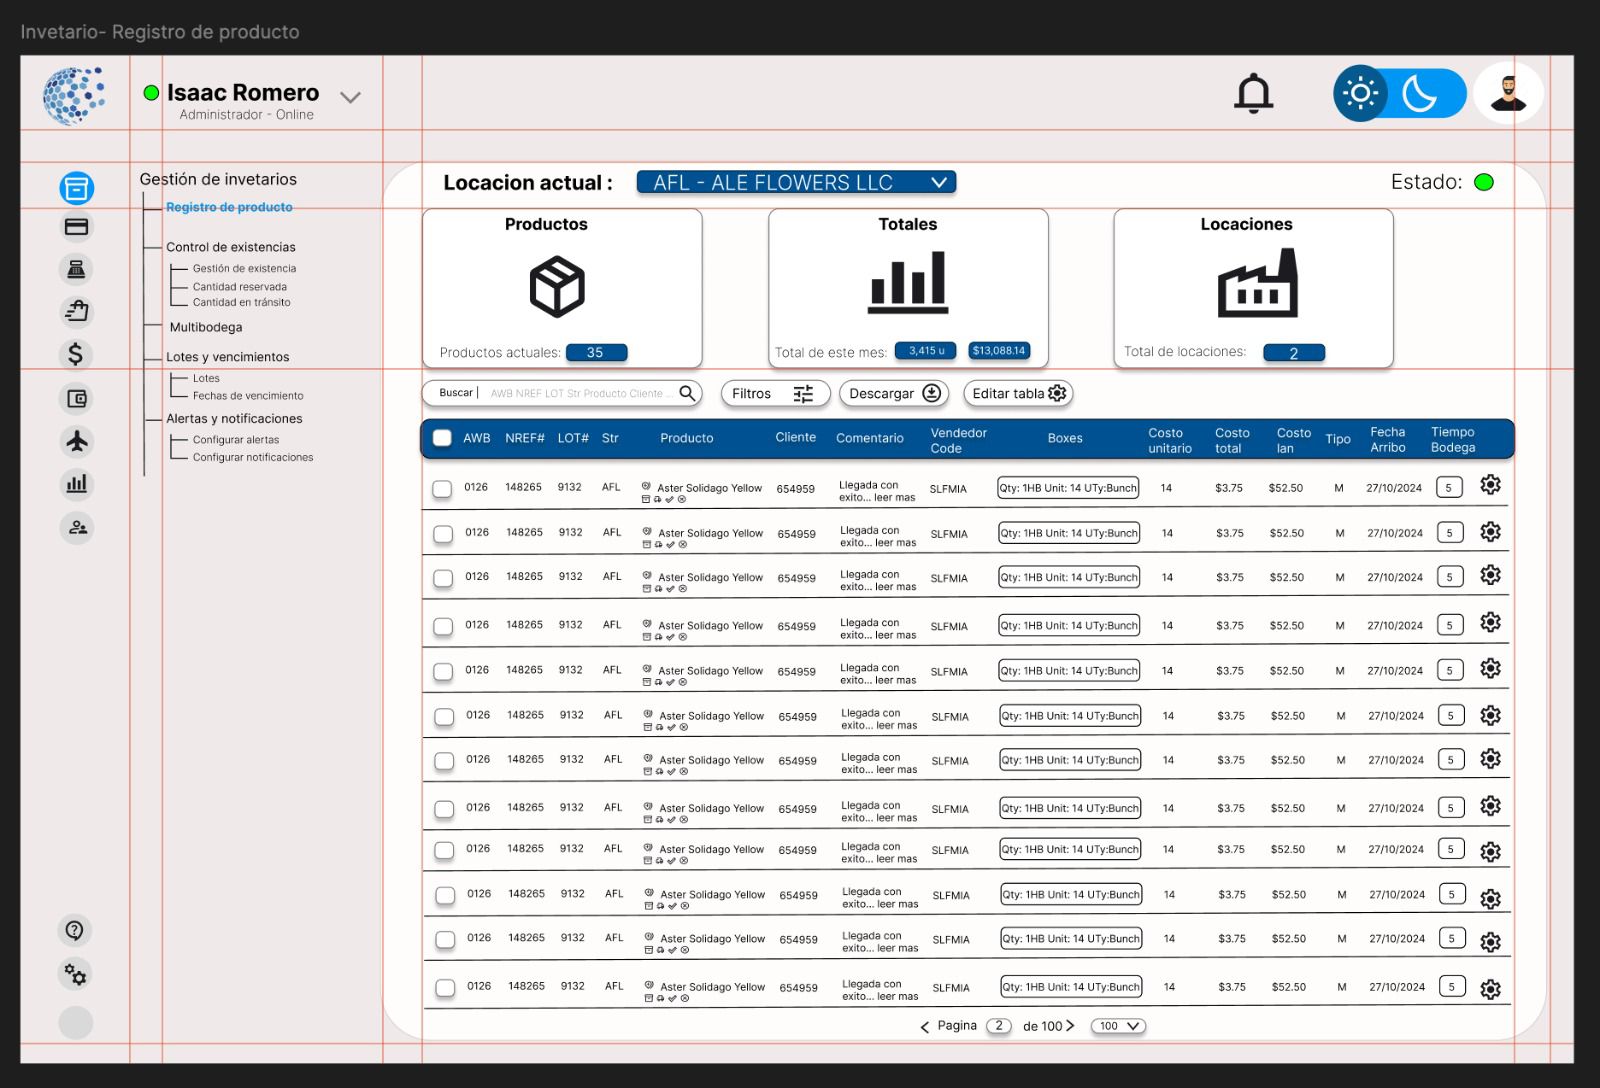 Invetario- Registro de producto
Isaac Romero
Administrador - Online
Gestión de invetarios
Registro de producto
Control de existencias
Gestión de existencia
Cantidad reservada
Cantidad en tránsito
Multibodega
Lotes y vencimientos
Lotes
Fechas de vencimiento
Alertas y notificaciones
Configurar alertas
Configurar notificaciones
Locacion actual : AFL - ALE FLOWERS LLC Estado:
Productos
Productos actuales: 35
Totales
Total de este mes: 3,415 u $13,088.14
Locaciones
Total de locaciones: 2
Buscar | AWB NREF LOT Str Producto Cliente ... Filtros Descargar Editar tabla
AWB NREF# LOT# Str Producto Cliente Comentario Vendedor Code Boxes Costo unitario Costo total Costo lan Tipo Fecha Arribo Tiempo Bodega
0126 148265 9132 AFL Aster Solidago Yellow 654959 Llegada con exito... leer mas SLFMIA Qty: 1HB Unit: 14 UTy:Bunch 14 $3.75 $52.50 M 27/10/2024 5
0126 148265 9132 AFL Aster Solidago Yellow 654959 Llegada con exito... leer mas SLFMIA Qty: 1HB Unit: 14 UTy:Bunch 14 $3.75 $52.50 M 27/10/2024 5
0126 148265 9132 AFL Aster Solidago Yellow 654959 Llegada con exito... leer mas SLFMIA Qty: 1HB Unit: 14 UTy:Bunch 14 $3.75 $52.50 M 27/10/2024 5
0126 148265 9132 AFL Aster Solidago Yellow 654959 Llegada con exito... leer mas SLFMIA Qty: 1HB Unit: 14 UTy:Bunch 14 $3.75 $52.50 M 27/10/2024 5
0126 148265 9132 AFL Aster Solidago Yellow 654959 Llegada con exito... leer mas SLFMIA Qty: 1HB Unit: 14 UTy:Bunch 14 $3.75 $52.50 M 27/10/2024 5
0126 148265 9132 AFL Aster Solidago Yellow 654959 Llegada con exito... leer mas SLFMIA Qty: 1HB Unit: 14 UTy:Bunch 14 $3.75 $52.50 M 27/10/2024 5
0126 148265 9132 AFL Aster Solidago Yellow 654959 Llegada con exito... leer mas SLFMIA Qty: 1HB Unit: 14 UTy:Bunch 14 $3.75 $52.50 M 27/10/2024 5
0126 148265 9132 AFL Aster Solidago Yellow 654959 Llegada con exito... leer mas SLFMIA Qty: 1HB Unit: 14 UTy:Bunch 14 $3.75 $52.50 M 27/10/2024 5
0126 148265 9132 AFL Aster Solidago Yellow 654959 Llegada con exito... leer mas SLFMIA Qty: 1HB Unit: 14 UTy:Bunch 14 $3.75 $52.50 M 27/10/2024 5
0126 148265 9132 AFL Aster Solidago Yellow 654959 Llegada con exito... leer mas SLFMIA Qty: 1HB Unit: 14 UTy:Bunch 14 $3.75 $52.50 M 27/10/2024 5
0126 148265 9132 AFL Aster Solidago Yellow 654959 Llegada con exito... leer mas SLFMIA Qty: 1HB Unit: 14 UTy:Bunch 14 $3.75 $52.50 M 27/10/2024 5
0126 148265 9132 AFL Aster Solidago Yellow 654959 Llegada con exito... leer mas SLFMIA Qty: 1HB Unit: 14 UTy:Bunch 14 $3.75 $52.50 M 27/10/2024 5
Pagina 2 de 100 100